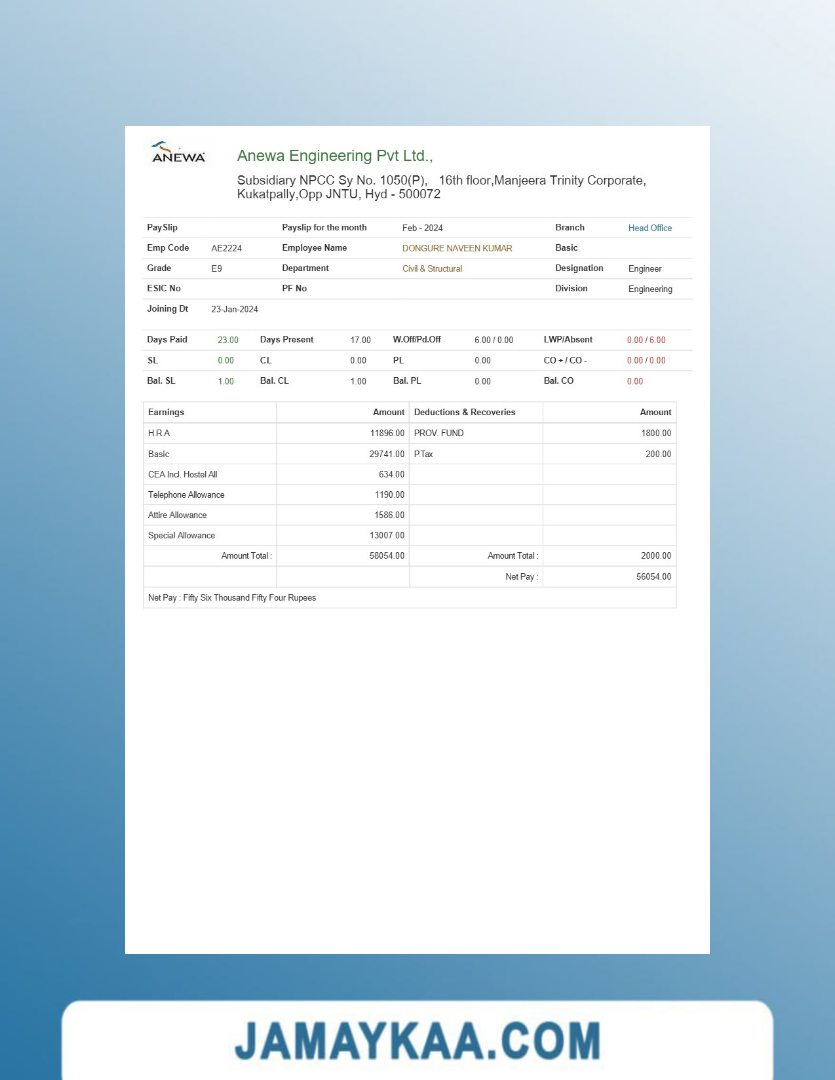 ANEWA
Anewa Engineering Pvt Ltd.,
Subsidiary NPCC Sy No. 1050(P), 16th floor,Manjeera Trinity Corporate,
Kukatpally,Opp JNTU, Hyd - 500072
PaySlip Payslip for the month Feb - 2024 Branch Head Office
Emp Code AE2224 Employee Name DONGURE NAVEEN KUMAR Basic
Grade E9 Department Civil & Structural Designation Engineer
ESIC No PF No Division Engineering
Joining Dt 23-Jan-2024
Days Paid 23.00 Days Present 17.00 W.Off/Pd.Off 6.00 / 0.00 LWP/Absent 0.00 / 6.00
SL 0.00 CL 0.00 PL 0.00 CO + / CO - 0.00 / 0.00
Bal. SL 1.00 Bal. CL 1.00 Bal. PL 0.00 Bal. CO 0.00
Earnings Amount Deductions & Recoveries Amount
H.R.A 11896.00 PROV. FUND 1800.00
Basic 29741.00 P.Tax 200.00
CEA Incl. Hostel All 634.00
Telephone Allowance 1190.00
Attire Allowance 1586.00
Special Allowance 13007.00
Amount Total : 58054.00 Amount Total : 2000.00
Net Pay : 56054.00
Net Pay : Fifty Six Thousand Fifty Four Rupees
JAMAYKAA.COM